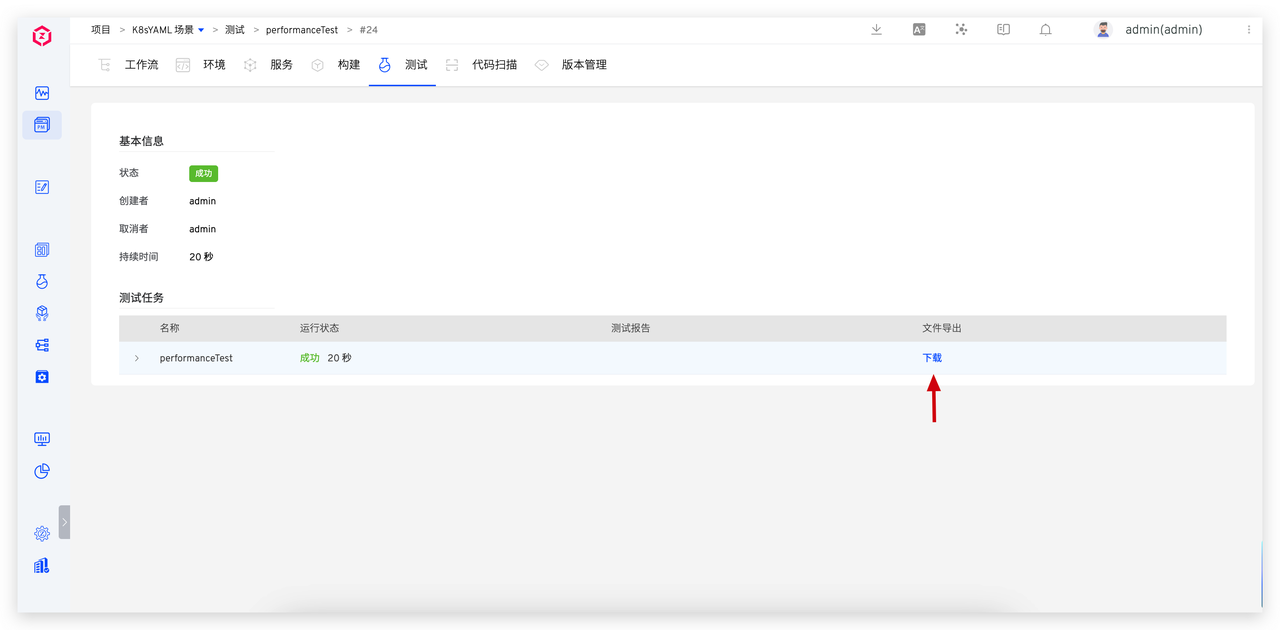 项目 > K8sYAML 场景 > 测试 > performanceTest > #24
admin(admin)
工作流 环境 服务 构建 测试 代码扫描 版本管理
基本信息
状态 成功
创建者 admin
取消者 admin
持续时间 20 秒
测试任务
名称 运行状态 测试报告 文件导出
performanceTest 成功 20 秒 下载